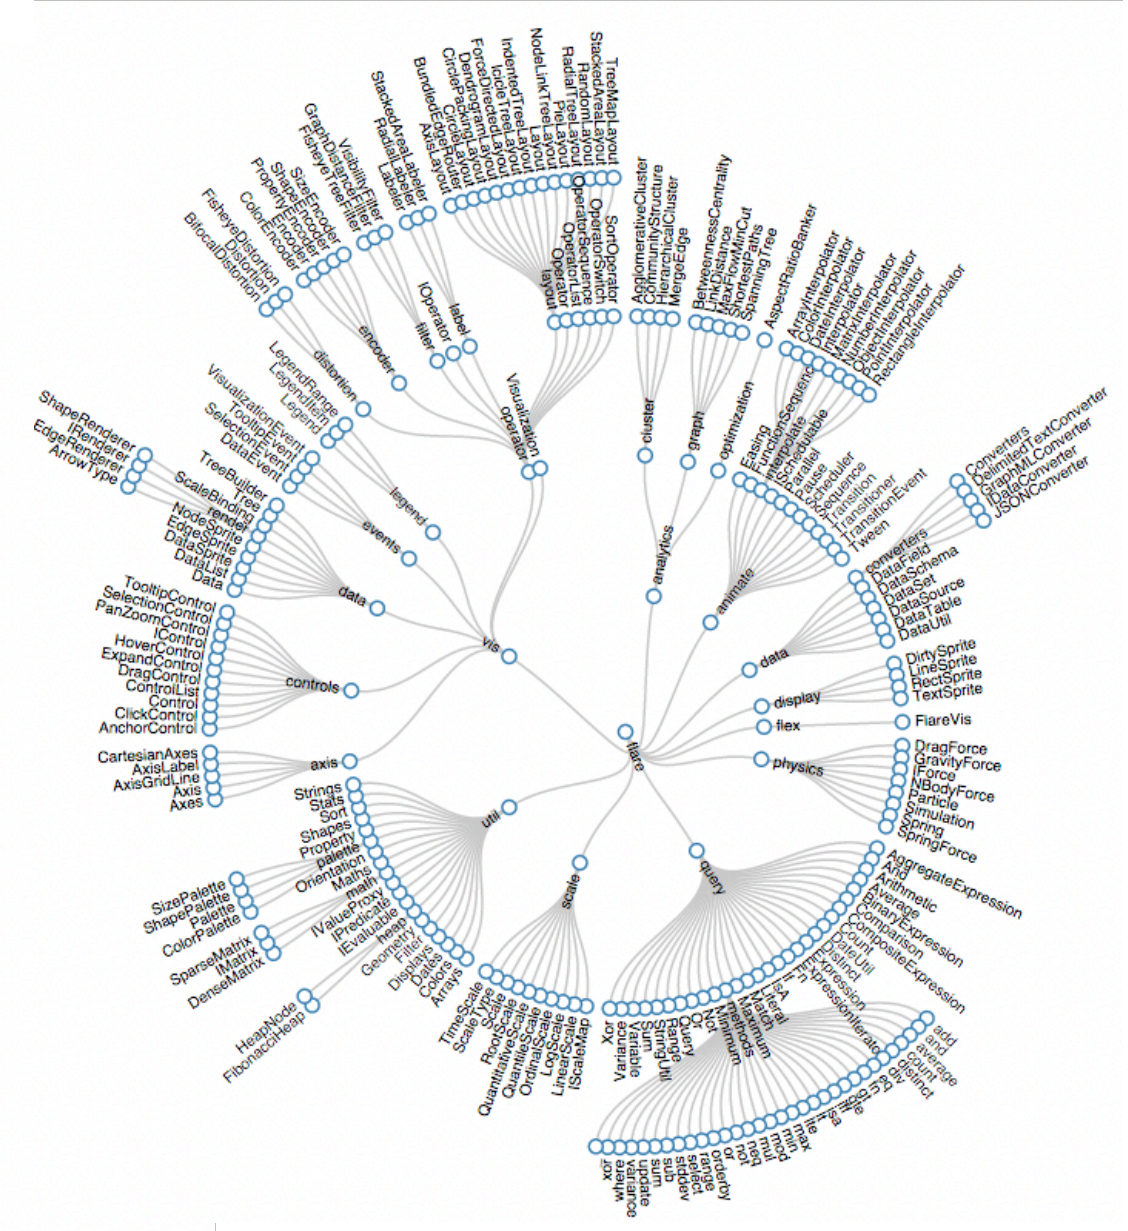 TreeMapLayout
StackedAreaLayout
RandomLayout
RadialTreeLayout
PieLayout
NodeLinkTreeLayout
Layout
IndentedTreeLayout
IcicleTreeLayout
ForceDirectedLayout
DendrogramLayout
CirclePackingLayout
CircleLayout
BundledEdgeRouter
AxisLayout
StackedAreaLabeler
RadialLabeler
Labeler
VisibilityFilter
GraphDistanceFilter
FisheyeTreeFilter
SizeEncoder
ShapeEncoder
PropertyEncoder
Encoder
ColorEncoder
FisheyeDistortion
Distortion
BifocalDistortion
SortOperator
OperatorSwitch
OperatorSequence
OperatorList
Operator
layout
label
IOperator
filter
encoder
distortion
Visualization
operator
LegendRange
LegendItem
Legend
legend
VisualizationEvent
TooltipEvent
SelectionEvent
DataEvent
events
ShapeRenderer
IRenderer
EdgeRenderer
ArrowType
TreeBuilder
Tree
ScaleBinding
render
NodeSprite
EdgeSprite
DataSprite
DataList
Data
data
TooltipControl
SelectionControl
PanZoomControl
IControl
HoverControl
ExpandControl
DragControl
ControlList
Control
ClickControl
AnchorControl
controls
CartesianAxes
AxisLabel
AxisGridLine
Axis
Axes
axis
vis
AgglomerativeCluster
CommunityStructure
HierarchicalCluster
MergeEdge
cluster
BetweennessCentrality
LinkDistance
MaxFlowMinCut
ShortestPaths
SpanningTree
graph
AspectRatioBanker
optimization
analytics
ArrayInterpolator
ColorInterpolator
DateInterpolator
Interpolator
MatrixInterpolator
NumberInterpolator
ObjectInterpolator
PointInterpolator
RectangleInterpolator
Easing
FunctionSequence
interpolate
ISchedulable
Parallel
Pause
Scheduler
Sequence
Transition
Transitioner
TransitionEvent
Tween
animate
Converters
DelimitedTextConverter
GraphMLConverter
IDataConverter
JSONConverter
converters
DataField
DataSchema
DataSet
DataSource
DataTable
DataUtil
data
DirtySprite
LineSprite
RectSprite
TextSprite
display
FlareVis
flex
DragForce
GravityForce
IForce
NBodyForce
Particle
Simulation
Spring
SpringForce
physics
flare
AggregateExpression
And
Arithmetic
Average
BinaryExpression
Comparison
CompositeExpression
Count
DateUtil
Distinct
Expression
ExpressionIterator
Fn
If
IsA
Literal
Match
Maximum
methods
Minimum
Not
Or
Query
Range
StringUtil
Sum
Variable
Variance
Xor
query
add
and
average
count
distinct
div
eq
fn
gt
gte
iff
isa
lt
lte
max
min
mod
mul
neq
not
or
orderby
range
select
stddev
sub
sum
update
variance
where
xor
scale
IScaleMap
LinearScale
LogScale
OrdinalScale
QuantileScale
QuantitativeScale
RootScale
Scale
ScaleType
TimeScale
util
Strings
Stats
Sort
Shapes
Property
palette
Orientation
Maths
math
IValueProxy
IPredicate
IEvaluable
heap
Geometry
Filter
Displays
Dates
Colors
Arrays
SizePalette
ShapePalette
Palette
ColorPalette
SparseMatrix
IMatrix
DenseMatrix
HeapNode
FibonacciHeap